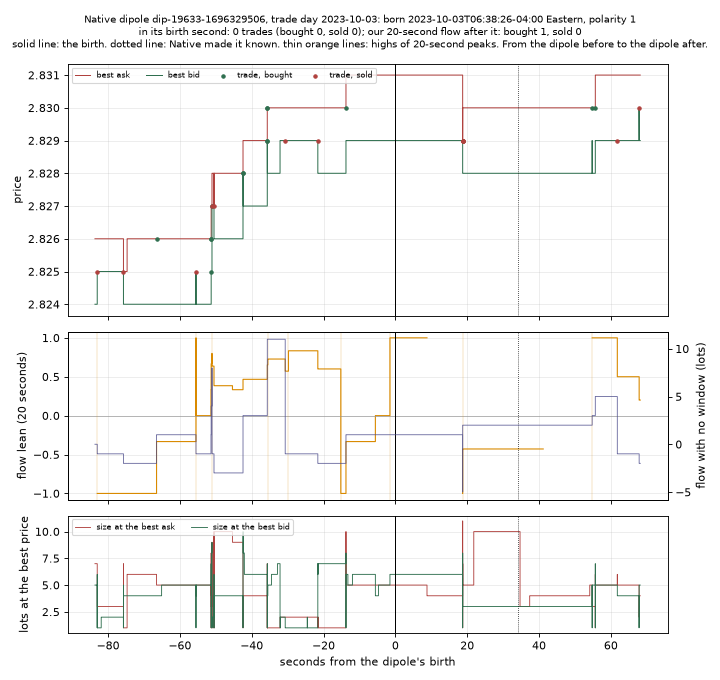 Native dipole dip-19633-1696329506, trade day 2023-10-03: born 2023-10-03T06:38:26-04:00 Eastern, polarity 1
in its birth second: 0 trades (bought 0, sold 0); our 20-second flow after it: bought 1, sold 0
solid line: the birth. dotted line: Native made it known. thin orange lines: highs of 20-second peaks. From the dipole before to the dipole after.
best ask best bid trade, bought trade, sold
price
2.831
2.830
2.829
2.828
2.827
2.826
2.825
2.824
flow lean (20 seconds)
1.0
0.5
0.0
−0.5
−1.0
10
5
0
−5
flow with no window (lots)
size at the best ask size at the best bid
lots at the best price
10.0
7.5
5.0
2.5
−80 −60 −40 −20 0 20 40 60
seconds from the dipole's birth